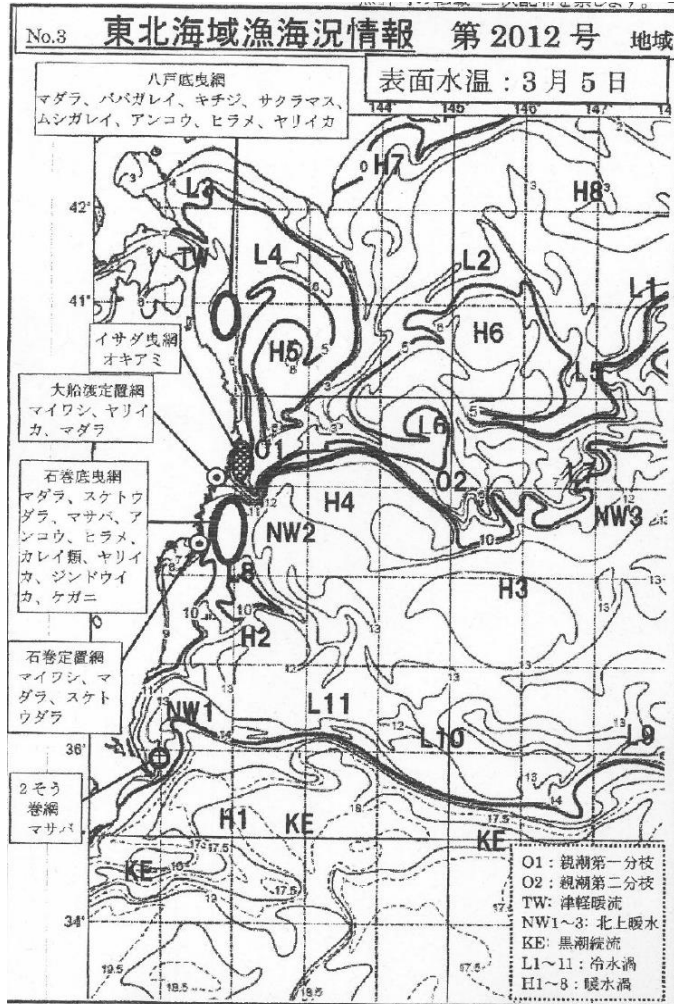 No.3 東北海域漁海況情報 第2012号 地域
表面水温：3月5日
八戸底曳網
マダラ、ババガレイ、キチジ、サクラマス、
ムシガレイ、アンコウ、ヒラメ、ヤリイカ
144° 145° 146° 147°
H7
L3
H8
42°
TW
L4
L2
L1
41°
イサダ曳網
オキアミ
H5
H6
L5
大船渡定置網
マイワシ、ヤリイ
カ、マダラ
L6
O1
O2
L7
石巻底曳網
マダラ、スケトウ
ダラ、マサバ、ア
ンコウ、ヒラメ、
カレイ類、ヤリイ
カ、ジンドウイ
カ、ケガニ
H4
NW2
NW3
L8
H3
H2
石巻定置網
マイワシ、マ
ダラ、スケト
ウダラ
NW1
L11
L10
L9
36°
2そう
巻網
マサバ
H1
KE
KE
KE
34°
O1：親潮第一分枝
O2：親潮第二分枝
TW：津軽暖流
NW1～3：北上暖水
KE：黒潮続流
L1～11：冷水渦
H1～8：暖水渦